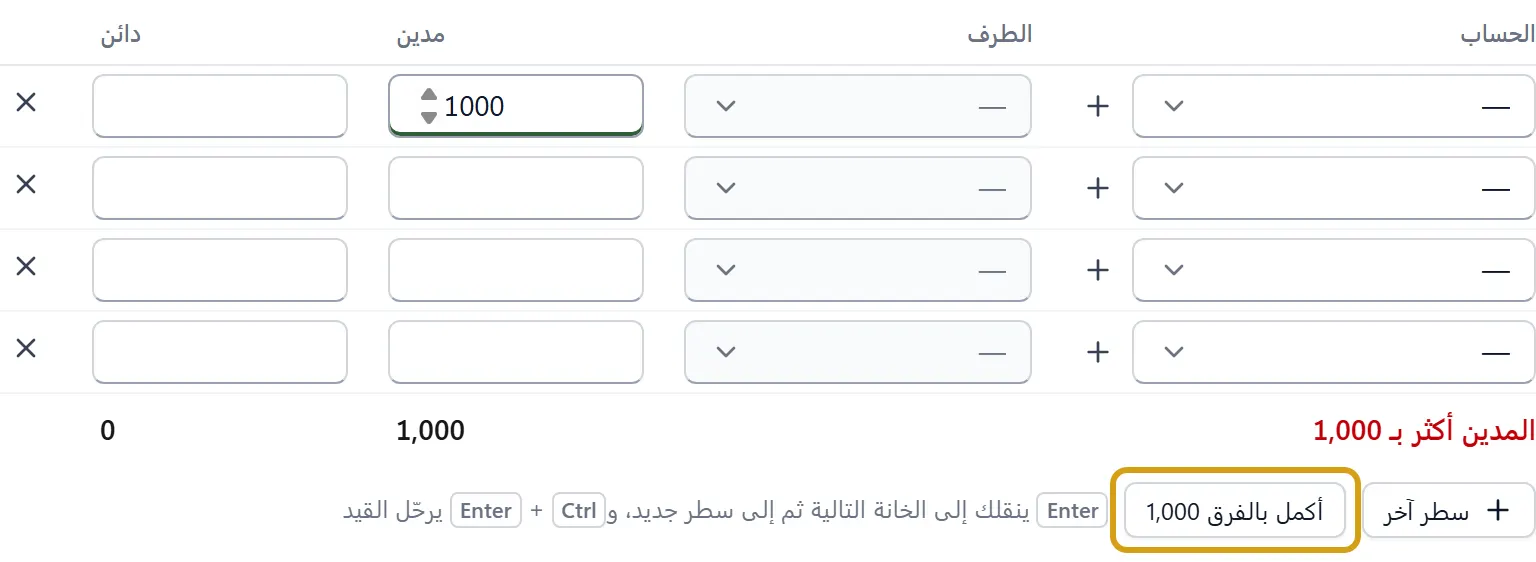 الحساب الطرف مدين دائن
— — 1000
— —
— —
— —
المدين أكثر بـ 1,000 1,000 0
سطر آخر أكمل بالفرق 1,000 Enter ينقلك إلى الخانة التالية ثم إلى سطر جديد، وCtrl + Enter يرحّل القيد